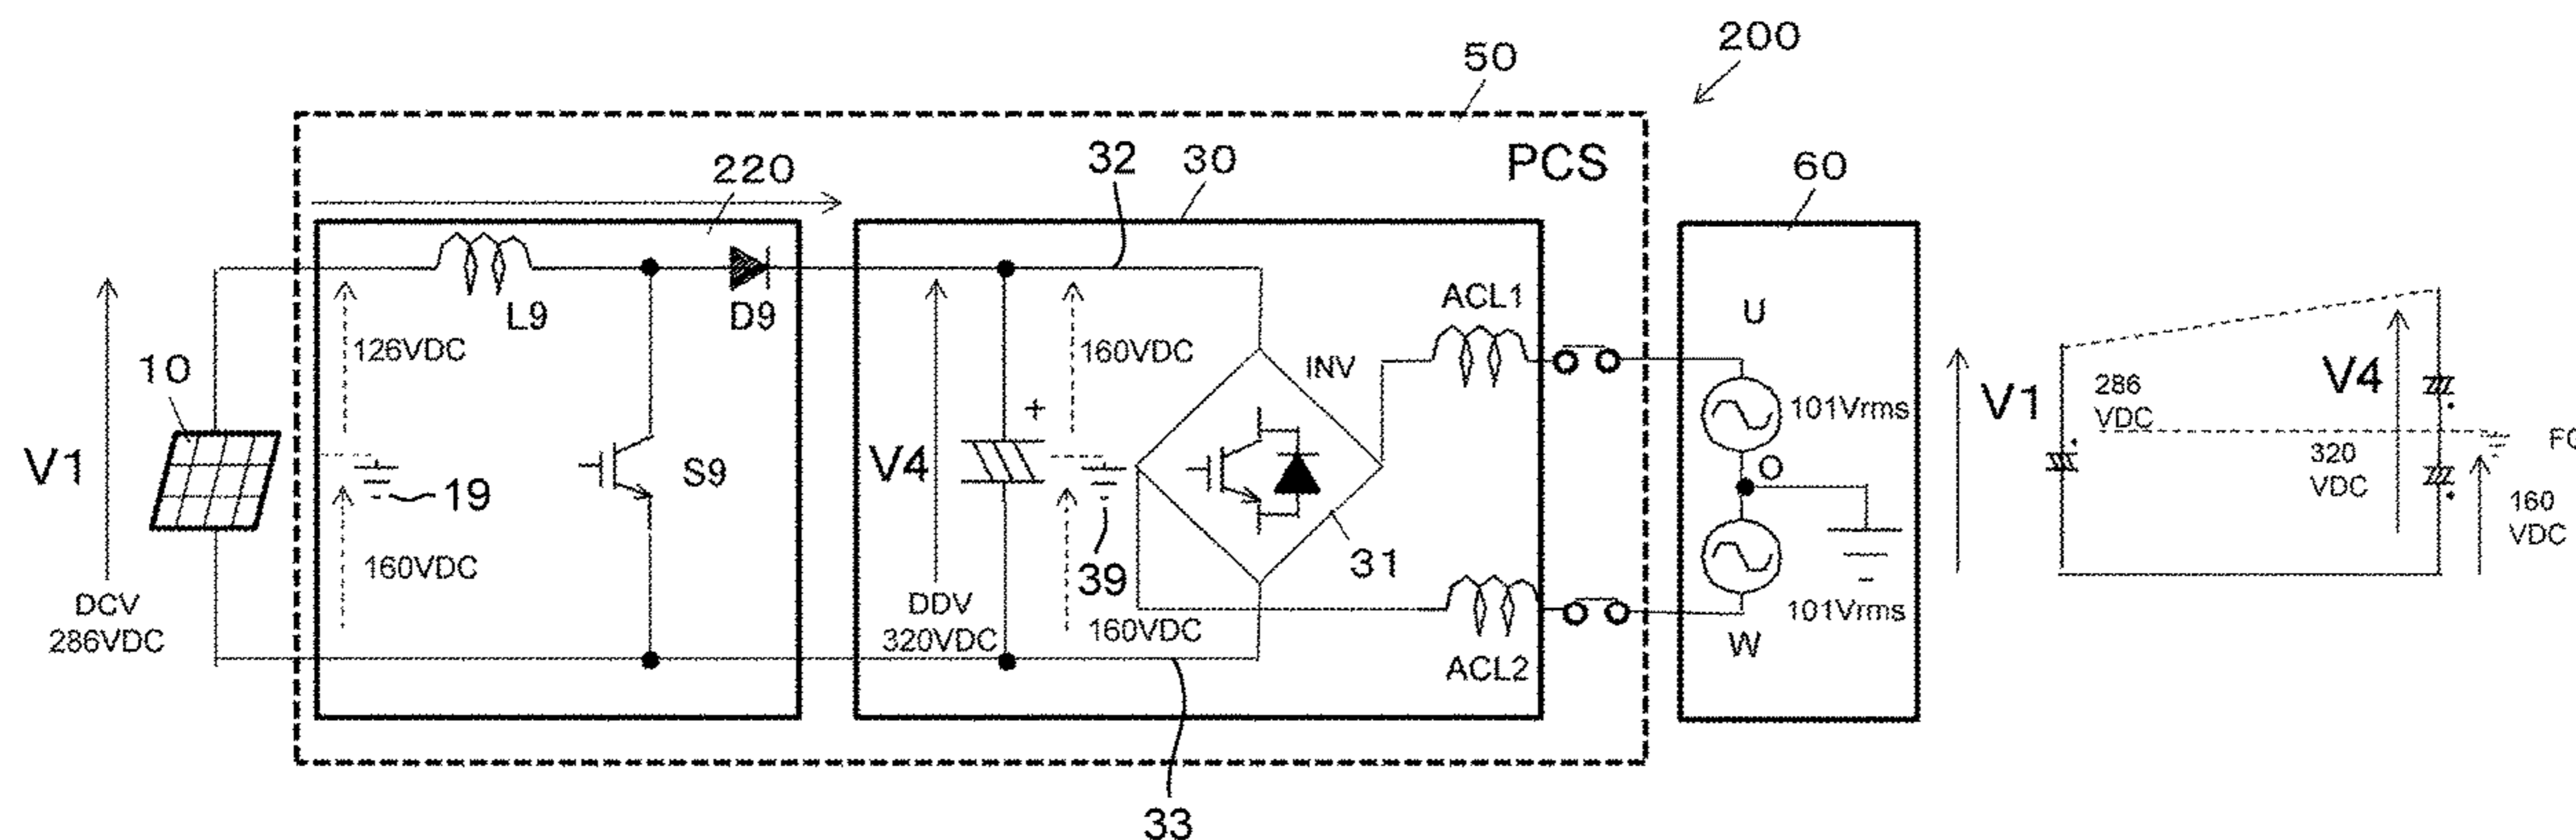 200
50
PCS
220
32
30
60
L9
D9
126VDC
160VDC
ACL1
INV
U
101Vrms
V1
286
VDC
V4
10
V1
19
S9
V4
+
39
31
O
320
VDC
160
VDC
160VDC
DCV
286VDC
DDV
320VDC
160VDC
ACL2
W
101Vrms
33